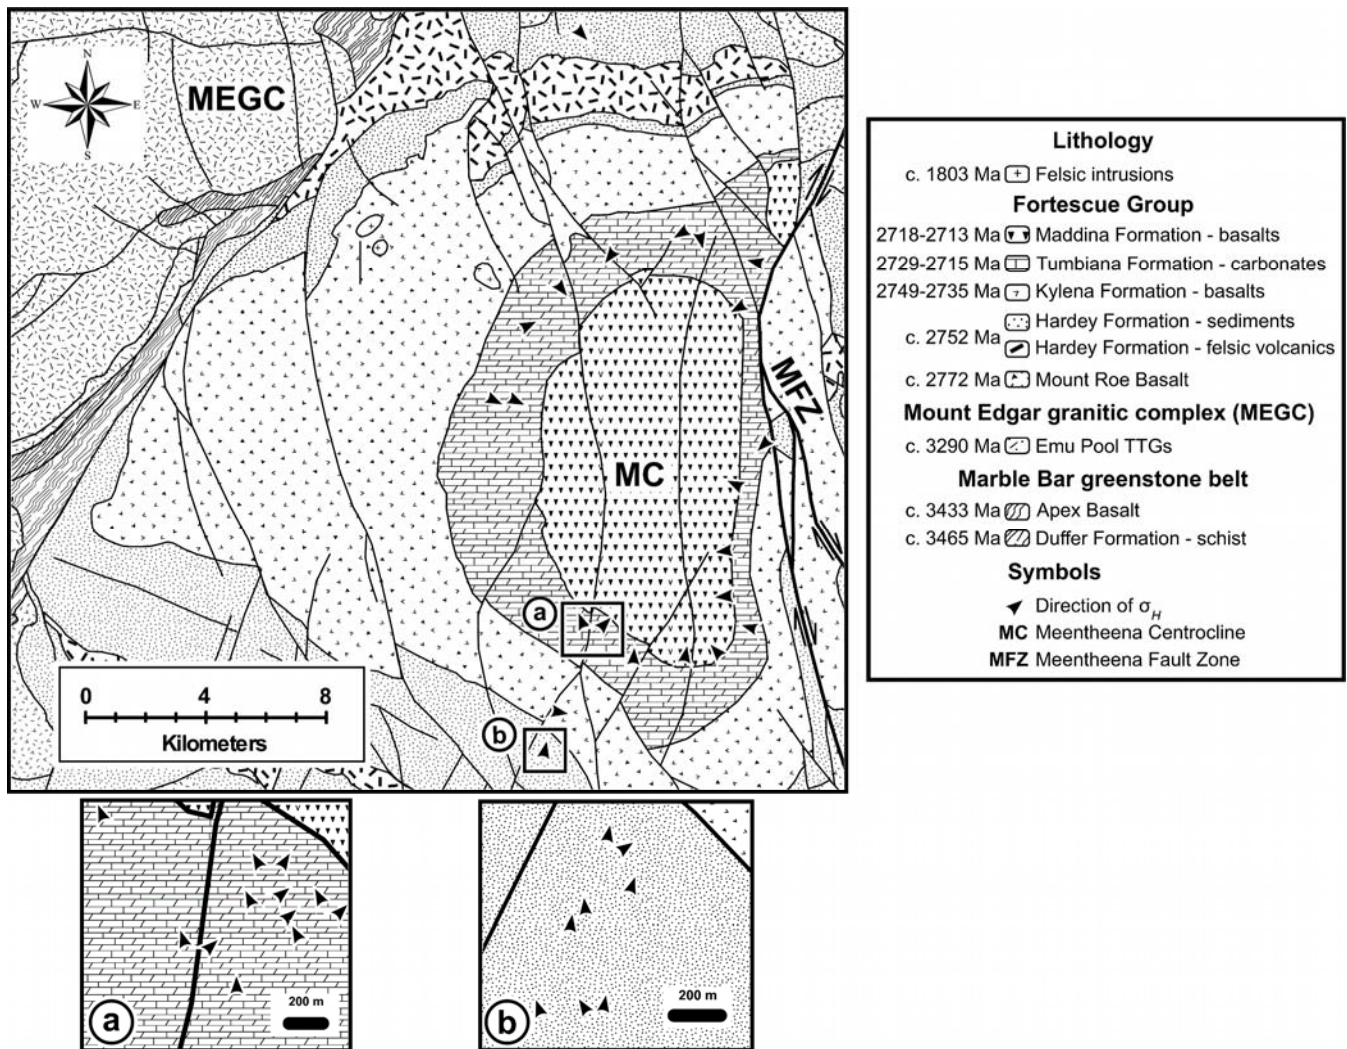 N
W E
S
MEGC
MFZ
MC
a
b
0 4 8
Kilometers
Lithology
c. 1803 Ma + Felsic intrusions
Fortescue Group
2718-2713 Ma Maddina Formation - basalts
2729-2715 Ma Tumbiana Formation - carbonates
2749-2735 Ma Kylena Formation - basalts
Hardey Formation - sediments
c. 2752 Ma
Hardey Formation - felsic volcanics
c. 2772 Ma Mount Roe Basalt
Mount Edgar granitic complex (MEGC)
c. 3290 Ma Emu Pool TTGs
Marble Bar greenstone belt
c. 3433 Ma Apex Basalt
c. 3465 Ma Duffer Formation - schist
Symbols
Direction of σH
MC Meentheena Centrocline
MFZ Meentheena Fault Zone
200 m
a
200 m
b